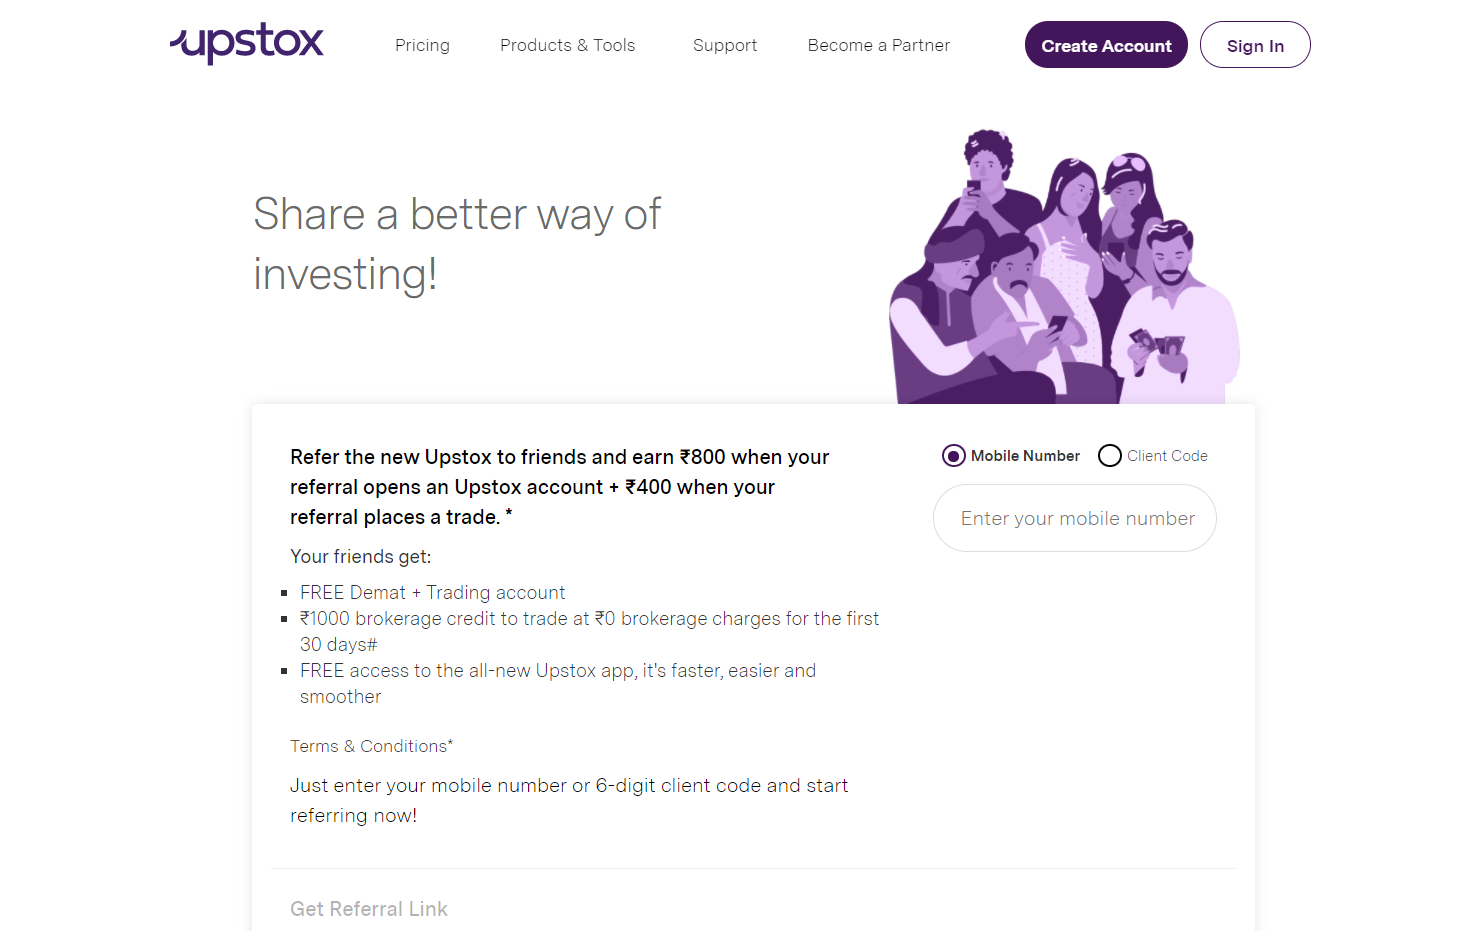 upstox
Pricing
Products & Tools
Support
Become a Partner
Create Account
Sign In
Share a better way of
investing!
Refer the new Upstox to friends and earn ₹800 when your
referral opens an Upstox account + ₹400 when your
referral places a trade. *
Your friends get:
FREE Demat + Trading account
₹1000 brokerage credit to trade at ₹0 brokerage charges for the first
30 days#
FREE access to the all-new Upstox app, it's faster, easier and
smoother
Terms & Conditions*
Just enter your mobile number or 6-digit client code and start
referring now!
Mobile Number
Client Code
Enter your mobile number
Get Referral Link